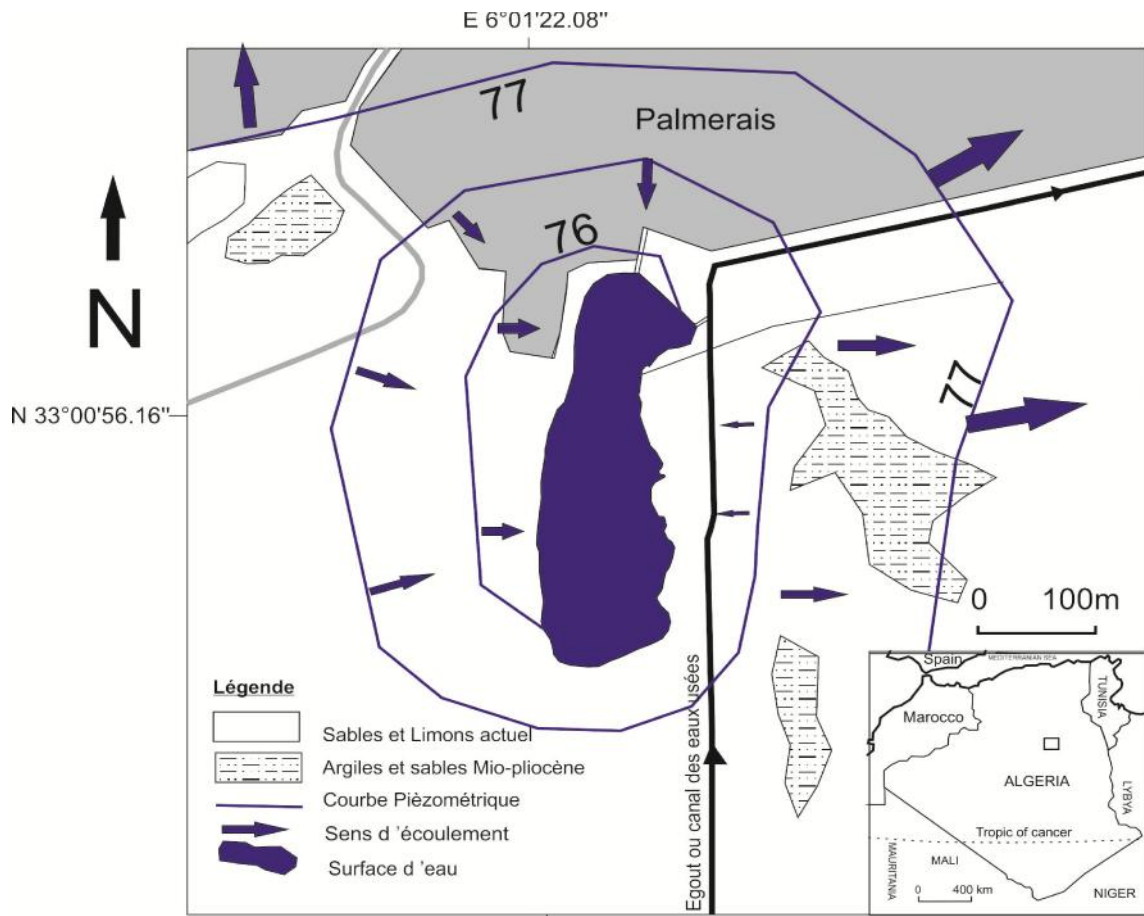 E 6°01'22.08"
77
Palmerais
76
N
N 33°00'56.16"
77
0 100m
Egout ou canal des eaux usées
Légende
Sables et Limons actuel
Argiles et sables Mio-pliocène
Courbe Pièzométrique
Sens d 'écoulement
Surface d 'eau
Spain
MEDITERRANIAN SEA
TUNISIA
Marocco
ALGERIA
LYBYA
Tropic of cancer
MAURITANIA
MALI
0 400 km
NIGER